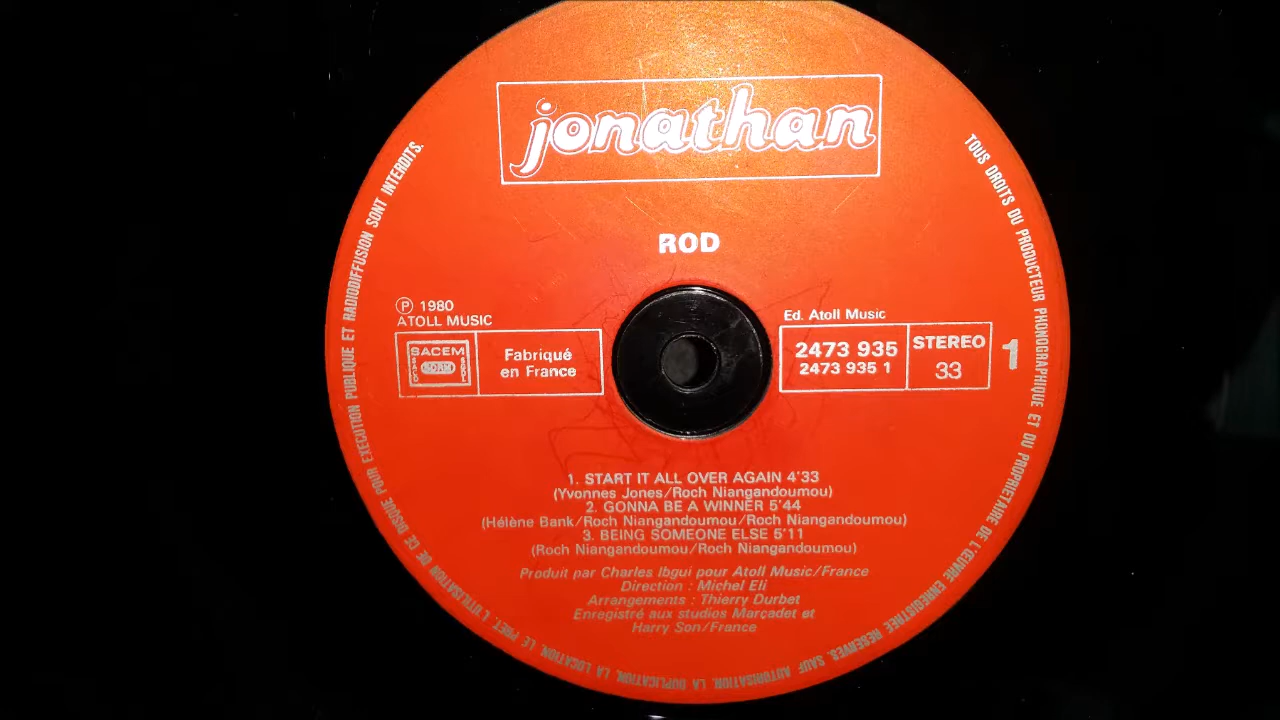 jonathan
ROD
℗ 1980
ATOLL MUSIC
SACEM
Fabriqué
en France
Ed. Atoll Music
2473 935
2473 935 1
STEREO
33
1
1. START IT ALL OVER AGAIN 4'33
(Yvonnes Jones/Roch Niangandoumou)
2. GONNA BE A WINNER 5'44
(Hélène Bank/Roch Niangandoumou/Roch Niangandoumou)
3. BEING SOMEONE ELSE 5'11
(Roch Niangandoumou/Roch Niangandoumou)
Produit par Charles Ibgui pour Atoll Music/France
Direction : Michel Eli
Arrangements : Thierry Durbet
Enregistré aux studios Marçadet et
Harry Son/France
TOUS DROITS DU PRODUCTEUR PHONOGRAPHIQUE ET DU PROPRIETAIRE DE L'ŒUVRE ENREGISTREE RESERVES. SAUF AUTORISATION, LA DUPLICATION, LA LOCATION, LE PRET, L'UTILISATION DE CE DISQUE POUR EXECUTION PUBLIQUE ET RADIODIFFUSION SONT INTERDITS.